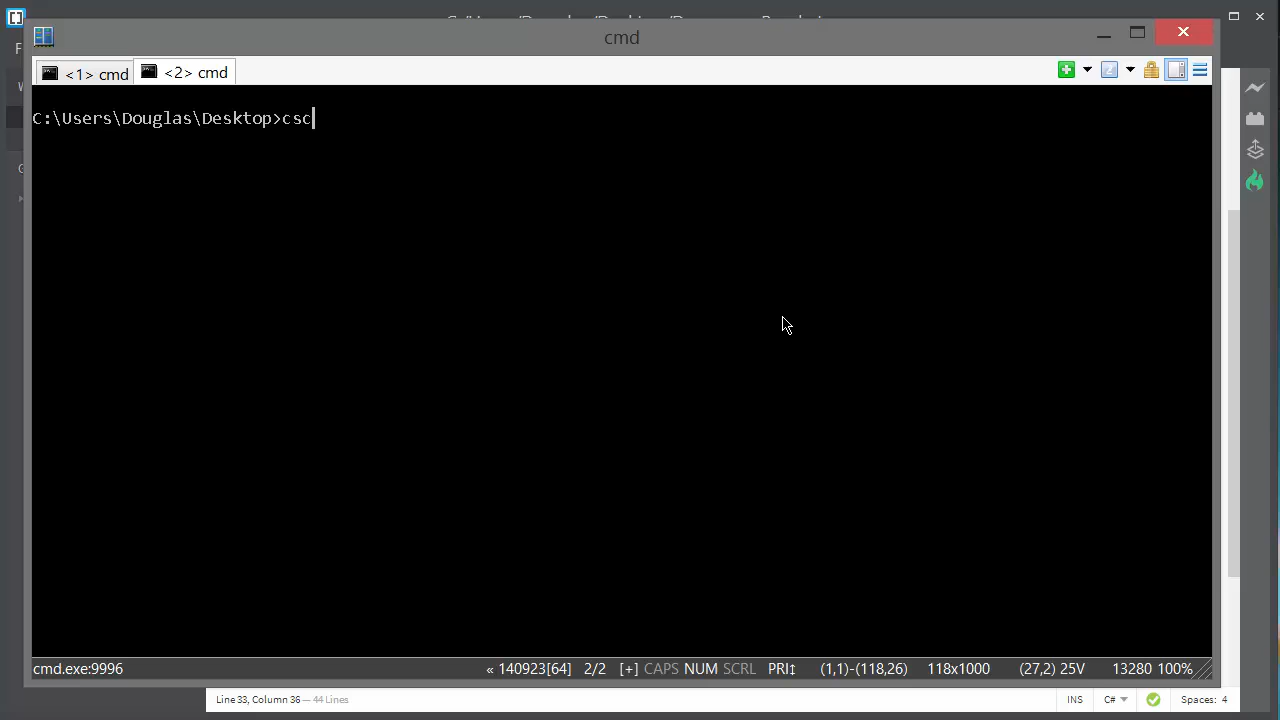 cmd
<1> cmd
<2> cmd
C:\Users\Douglas\Desktop>csc
cmd.exe:9996
« 140923[64] 2/2 [+] CAPS NUM SCRL PRI↕ (1,1)-(118,26) 118x1000 (27,2) 25V 13280 100%
Line 33, Column 36 — 44 Lines
INS C# Spaces: 4